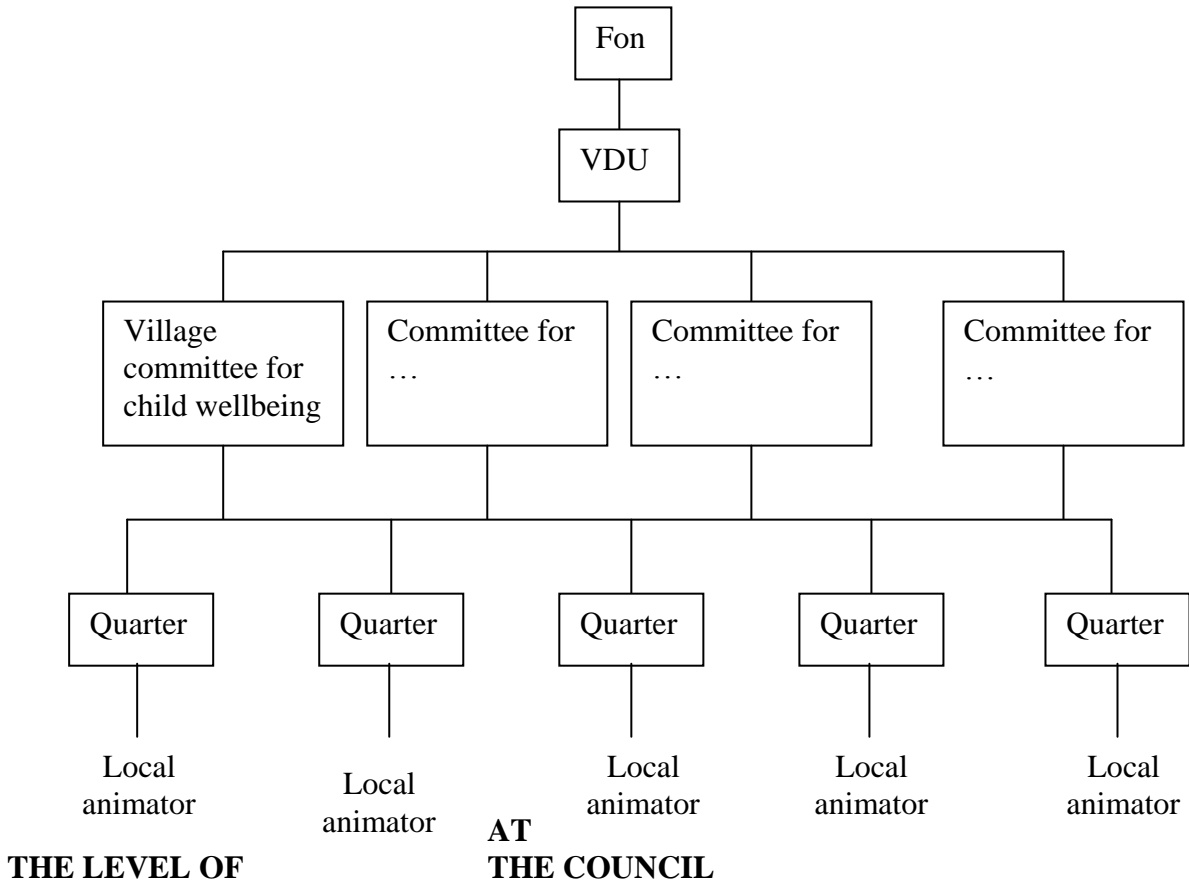 Fon
VDU
Village
committee for
child wellbeing
Committee for
…
Committee for
…
Committee for
…
Quarter
Quarter
Quarter
Quarter
Quarter
Local
animator
Local
animator
Local
animator
Local
animator
Local
animator
AT
THE LEVEL OF THE COUNCIL